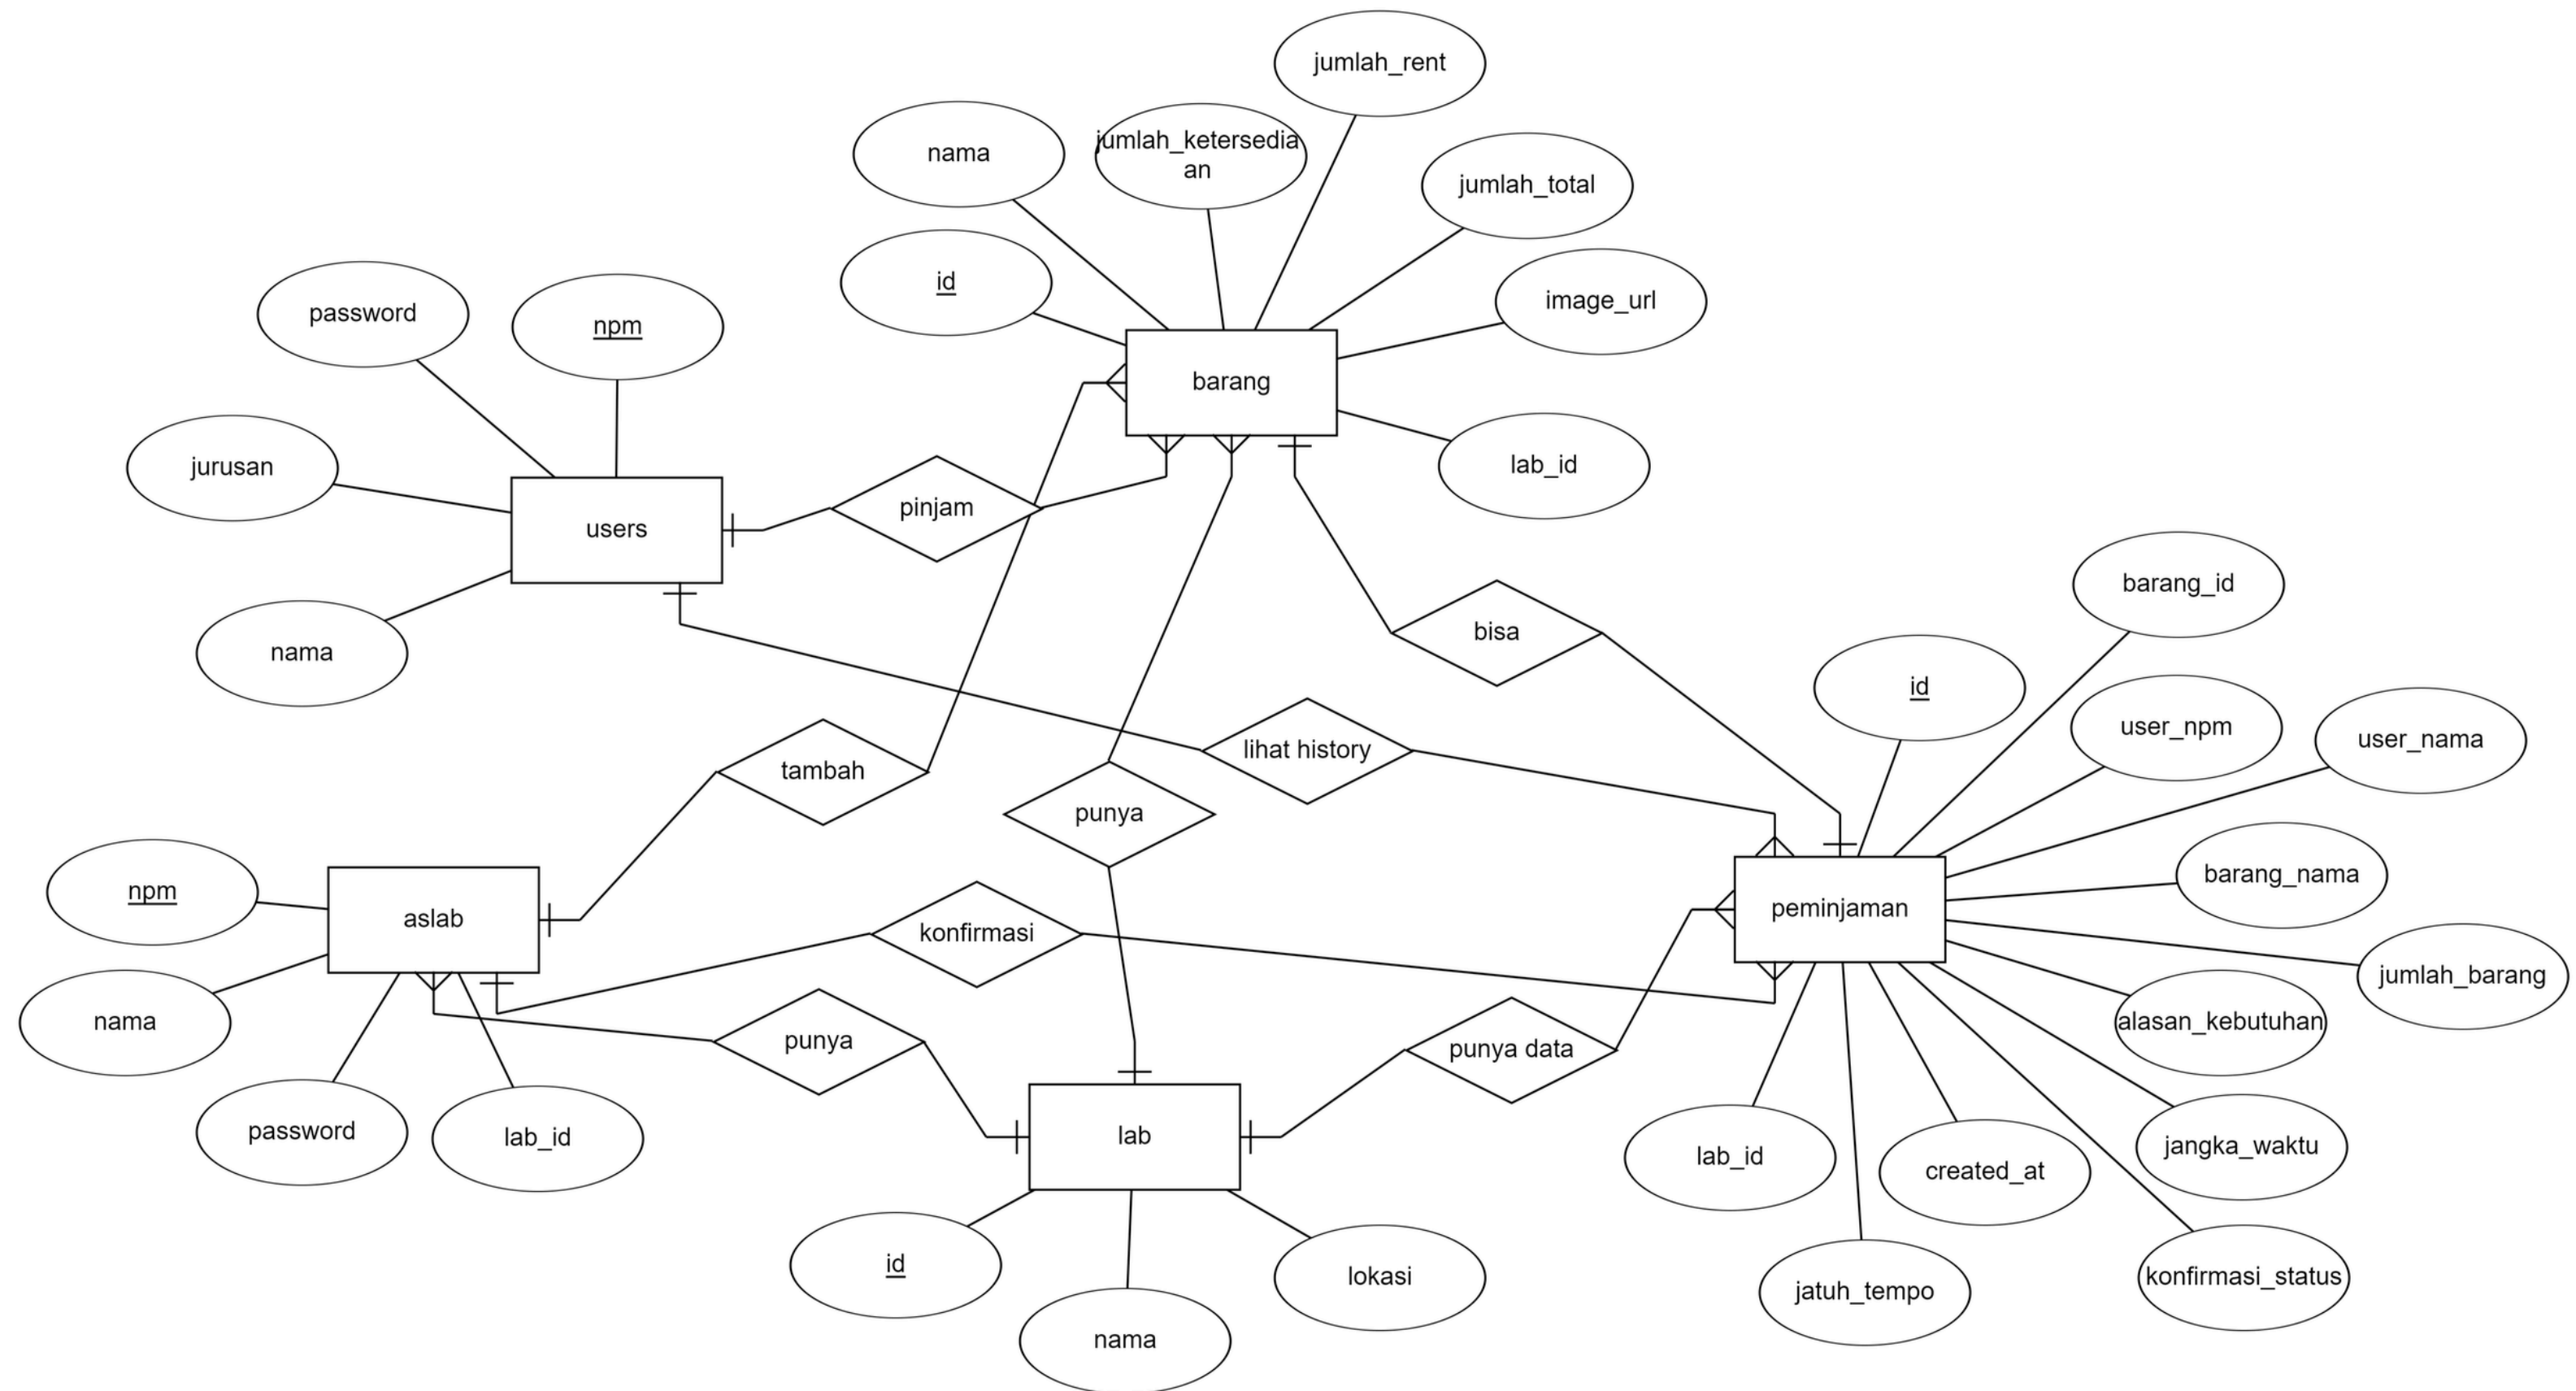 jumlah_rent
nama
jumlah_ketersedia
an
jumlah_total
id
image_url
password
npm
barang
jurusan
lab_id
users
pinjam
nama
barang_id
bisa
id
user_npm
user_nama
lihat history
tambah
punya
npm
aslab
konfirmasi
peminjaman
barang_nama
jumlah_barang
nama
alasan_kebutuhan
punya
punya data
password
lab_id
lab
lab_id
created_at
jangka_waktu
id
lokasi
jatuh_tempo
konfirmasi_status
nama